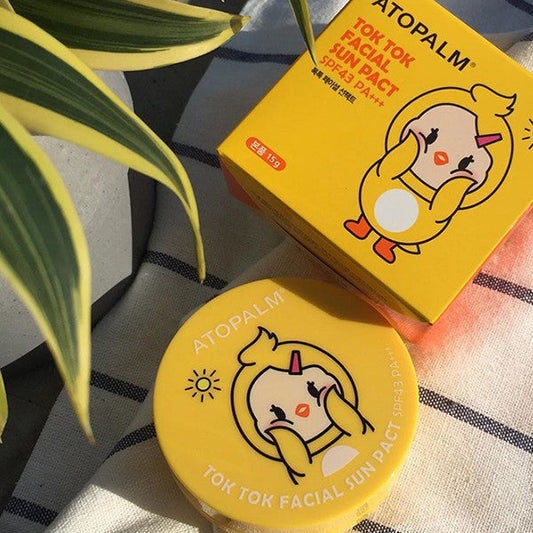 ATOPALM®
TOK TOK
FACIAL
SUN PACT
SPF43 PA+++
톡톡 페이셜 선팩트
본품 15g
ATOPALM
TOK TOK FACIAL SUN PACT SPF43 PA+++